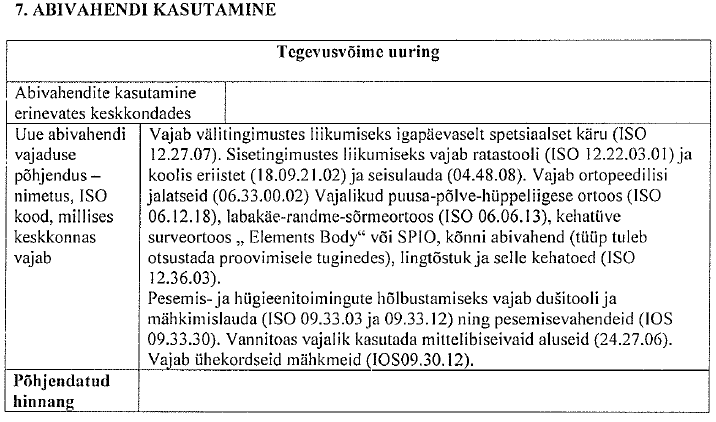 7. ABIVAHENDI KASUTAMINE
Tegevusvõime uuring
Abivahendite kasutamine
erinevates keskkondades
Uue abivahendi
vajaduse
põhjendus –
nimetus, ISO
kood, millises
keskkonnas
vajab
Vajab välitingimustes liikumiseks igapäevaselt spetsiaalset käru (ISO
12.27.07). Sisetingimustes liikumiseks vajab ratastooli (ISO 12.22.03.01) ja
koolis eriistet (18.09.21.02) ja seisulauda (04.48.08). Vajab ortopeedilisi
jalatseid (06.33.00.02) Vajalikud puusa-põlve-hüppeliigese ortoos (ISO
06.12.18), labakäe-randme-sõrmeortoos (ISO 06.06.13), kehatüve
surveortoos „ Elements Body“ või SPIO, kõnni abivahend (tüüp tuleb
otsustada proovimisele tuginedes), lingtõstuk ja selle kehatoed (ISO
12.36.03).
Pesemis- ja hügieenitoimingute hõlbustamiseks vajab dušitooli ja
mähkimislauda (ISO 09.33.03 ja 09.33.12) ning pesemisevahendeid (IOS
09.33.30). Vannitoas vajalik kasutada mittelibiseivaid aluseid (24.27.06).
Vajab ühekordseid mähkmeid (IOS09.30.12).
Põhjendatud
hinnang